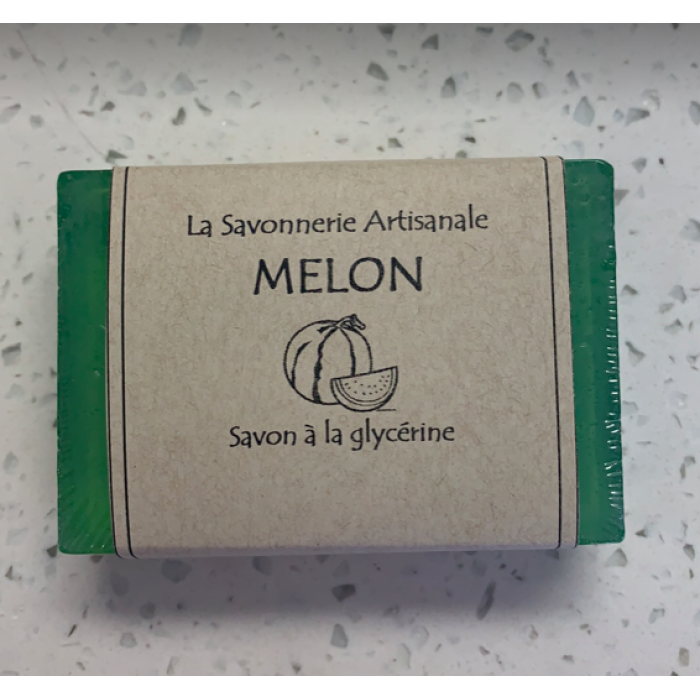 La Savonnerie Artisanale
MELON
Savon à la glycérine